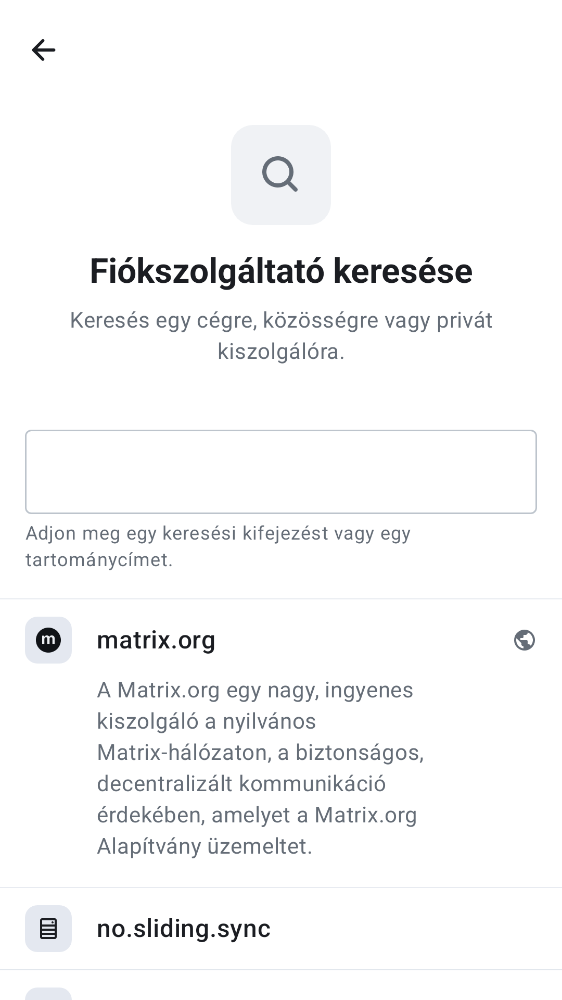 Fiókszolgáltató keresése
Keresés egy cégre, közösségre vagy privát
kiszolgálóra.
Adjon meg egy keresési kifejezést vagy egy
tartománycímet.
m
matrix.org
A Matrix.org egy nagy, ingyenes
kiszolgáló a nyilvános
Matrix-hálózaton, a biztonságos,
decentralizált kommunikáció
érdekében, amelyet a Matrix.org
Alapítvány üzemeltet.
no.sliding.sync